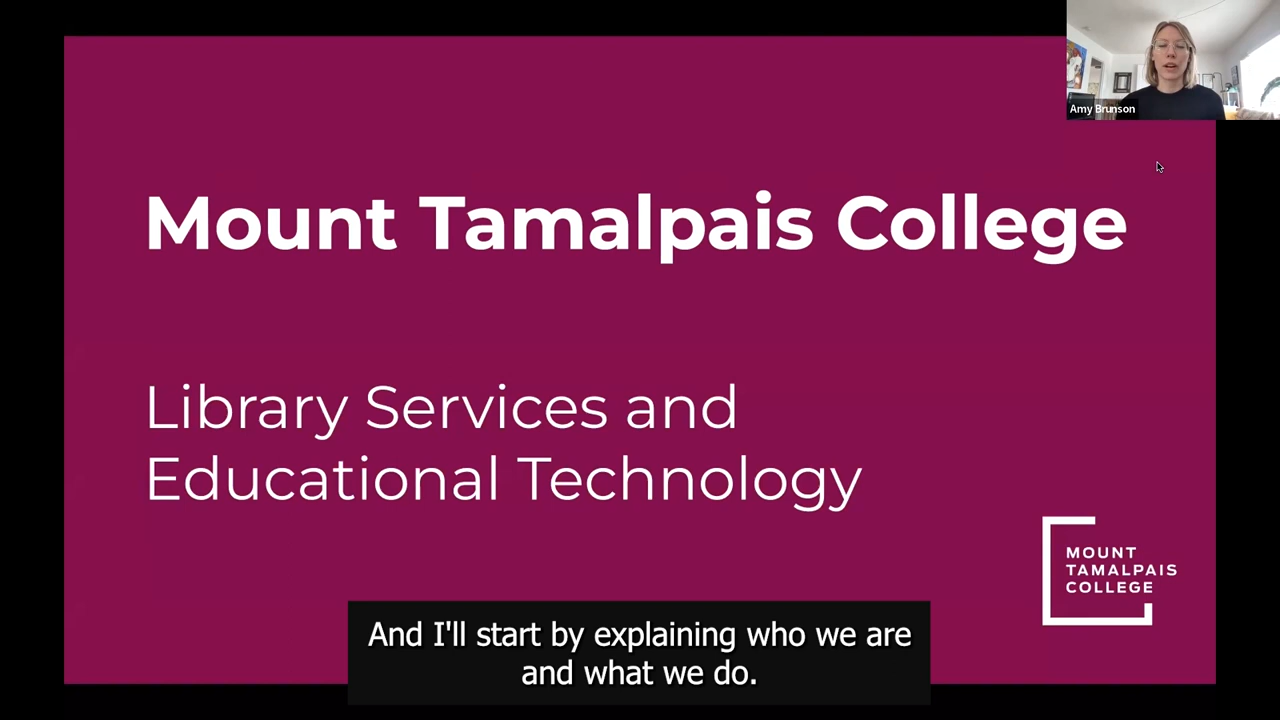 Amy Brunson
Mount Tamalpais College
Library Services and
Educational Technology
MOUNT
TAMALPAIS
COLLEGE
And I'll start by explaining who we are
and what we do.